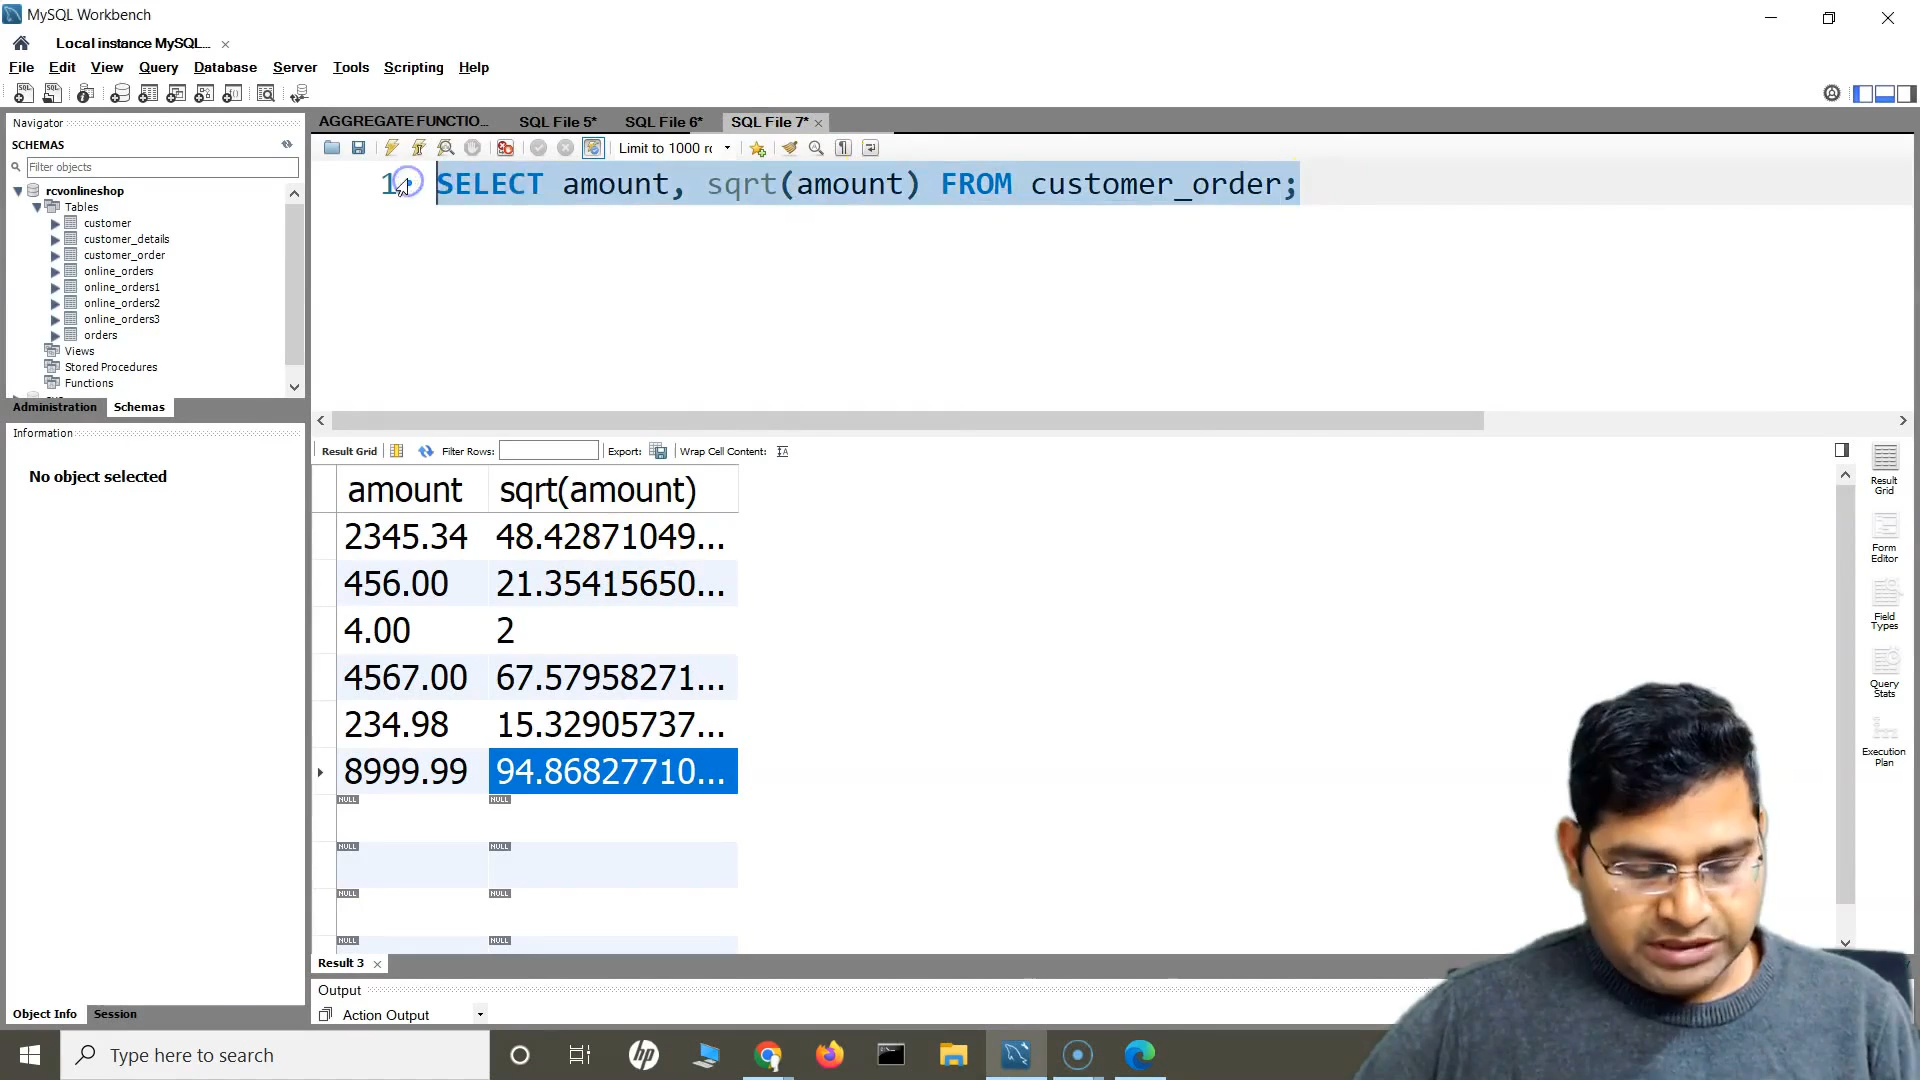 MySQL Workbench
Local instance MySQL...
File Edit View Query Database Server Tools Scripting Help
Navigator
SCHEMAS
Filter objects
rcvonlineshop
Tables
customer
customer_details
customer_order
online_orders
online_orders1
online_orders2
online_orders3
orders
Views
Stored Procedures
Functions
Administration Schemas
Information
No object selected
Object Info Session
AGGREGATE FUNCTIO... SQL File 5* SQL File 6* SQL File 7*
Limit to 1000 rc
1 SELECT amount, sqrt(amount) FROM customer_order;
Result Grid Filter Rows: Export: Wrap Cell Content:
amount sqrt(amount)
2345.34 48.42871049...
456.00 21.35415650...
4.00 2
4567.00 67.57958271...
234.98 15.32905737...
8999.99 94.86827710...
NULL NULL
NULL NULL
NULL NULL
NULL NULL
Result Grid
Form Editor
Field Types
Query Stats
Execution Plan
Result 3
Output
Action Output
Type here to search
hp